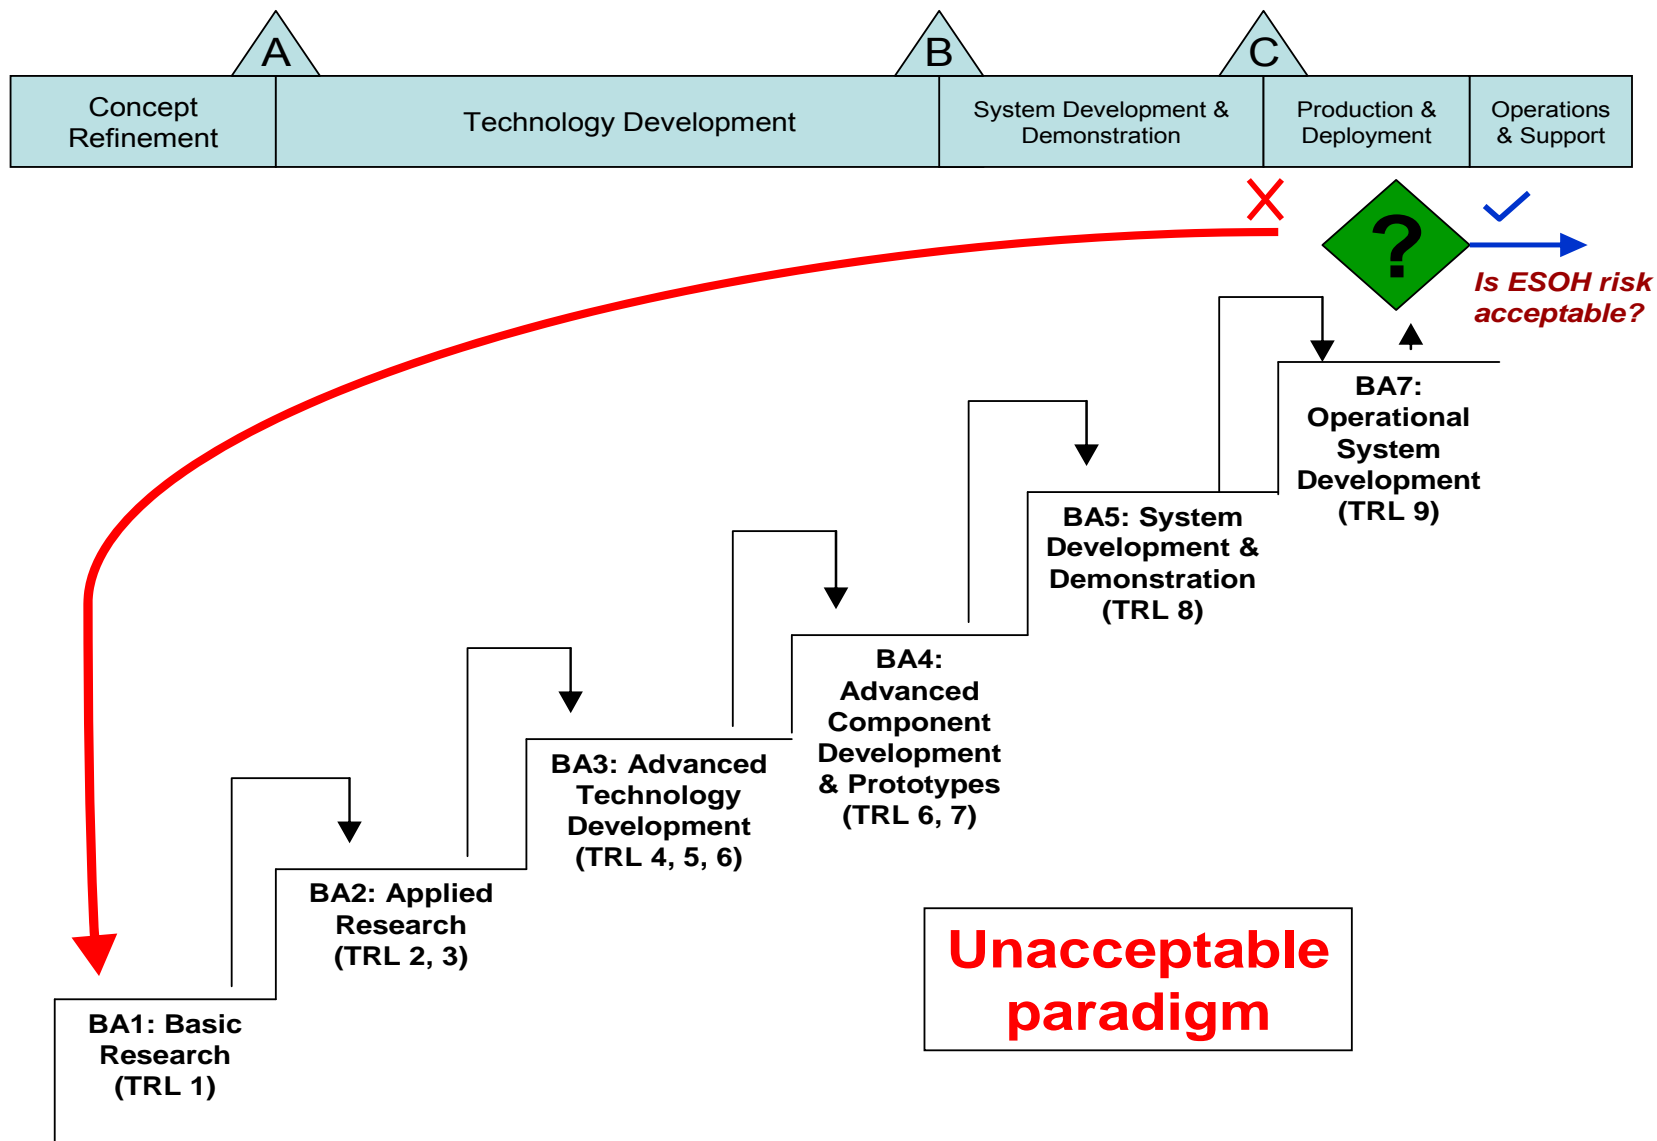 A
B
C
Concept
Refinement
Technology Development
System Development &
Demonstration
Production &
Deployment
Operations
& Support
?
Is ESOH risk
acceptable?
BA7:
Operational
System
Development
(TRL 9)
BA5: System
Development &
Demonstration
(TRL 8)
BA4:
Advanced
Component
Development
& Prototypes
(TRL 6, 7)
BA3: Advanced
Technology
Development
(TRL 4, 5, 6)
BA2: Applied
Research
(TRL 2, 3)
BA1: Basic
Research
(TRL 1)
Unacceptable
paradigm